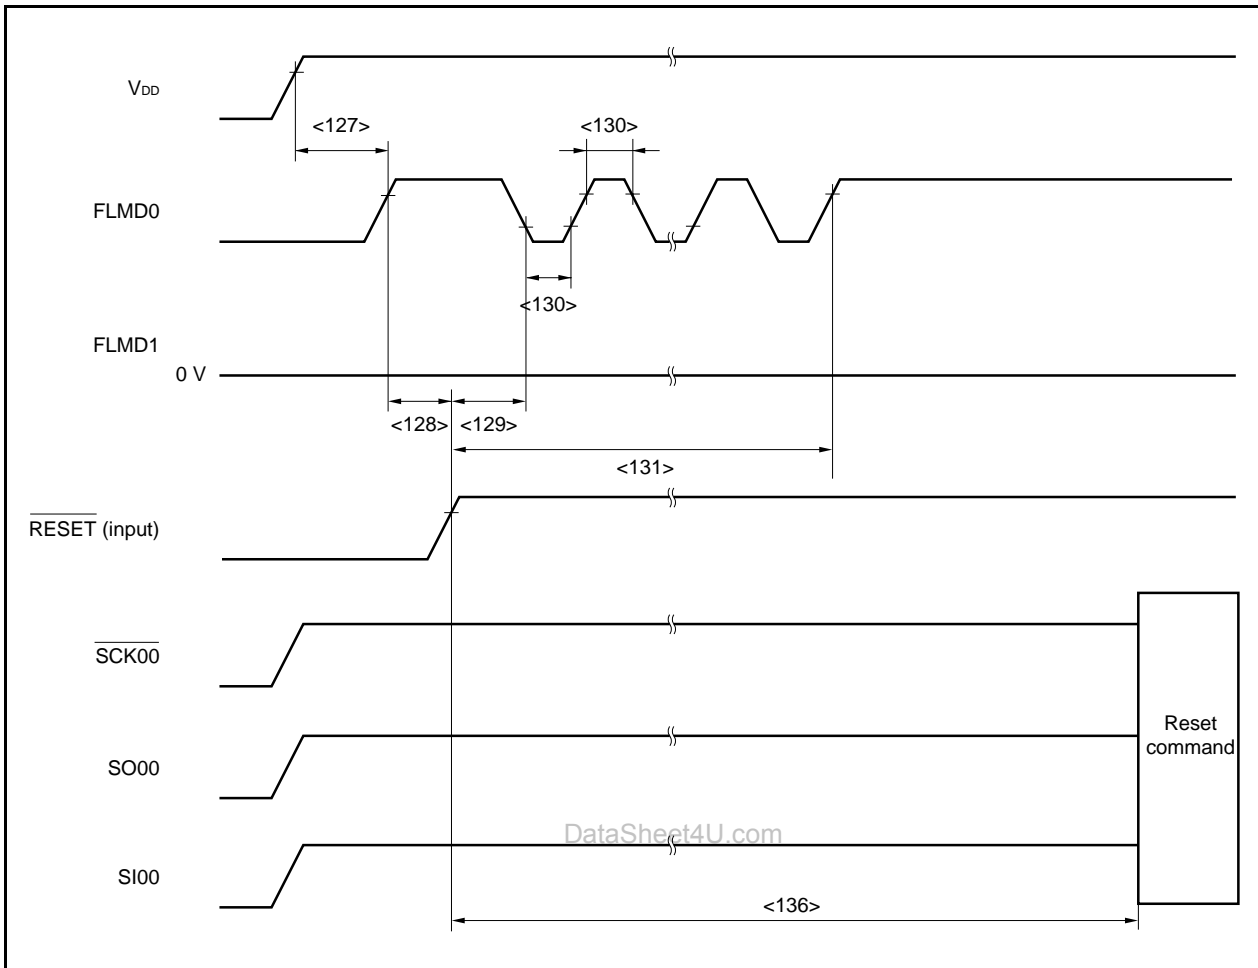 VDD
<127>
<130>
FLMD0
<130>
FLMD1
0 V
<128>
<129>
<131>
RESET (input)
SCK00
Reset
command
SO00
DataSheet4U.com
SI00
<136>